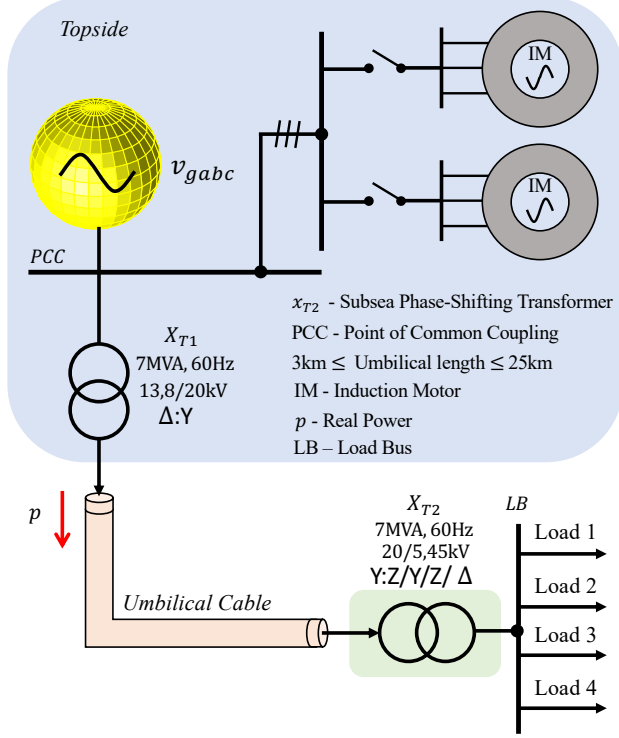 Topside
IM
v_gabc
IM
PCC
x_T2 - Subsea Phase-Shifting Transformer
PCC - Point of Common Coupling
3km ≤ Umbilical length ≤ 25km
IM - Induction Motor
p - Real Power
LB – Load Bus
X_T1
7MVA, 60Hz
13,8/20kV
Δ:Y
p
Umbilical Cable
X_T2
7MVA, 60Hz
20/5,45kV
Y:Z/Y/Z/ Δ
LB
Load 1
Load 2
Load 3
Load 4